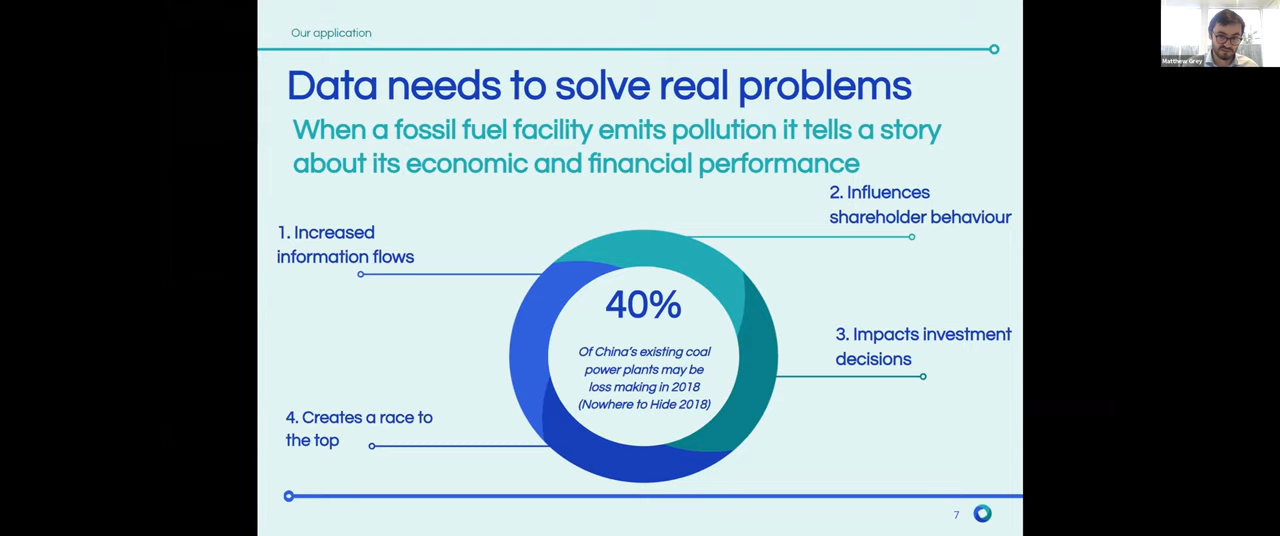 Our application
Data needs to solve real problems
When a fossil fuel facility emits pollution it tells a story
about its economic and financial performance
1. Increased
information flows
2. Influences
shareholder behaviour
40%
Of China's existing coal
power plants may be
loss making in 2018
(Nowhere to Hide 2018)
3. Impacts investment
decisions
4. Creates a race to
the top
7
Matthew Grey